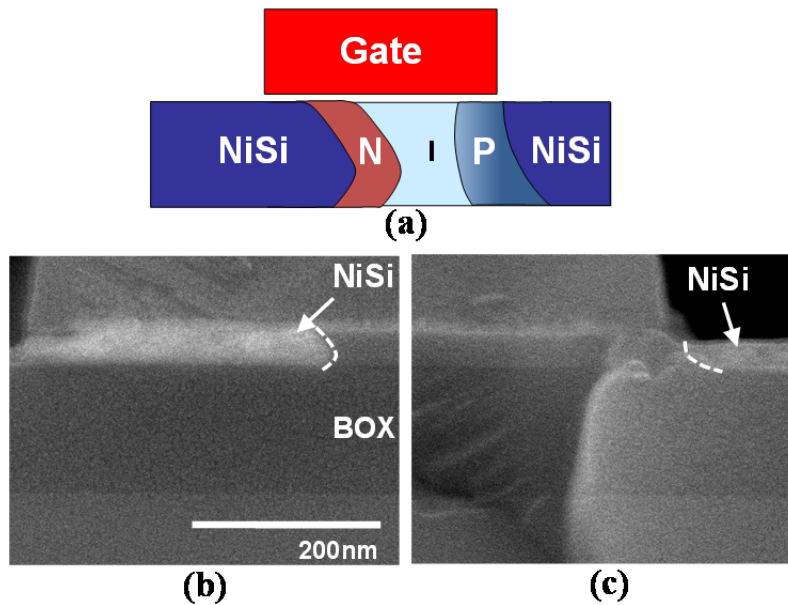 Gate
NiSi N I P NiSi
(a)
NiSi
NiSi
BOX
200nm
(b)
(c)